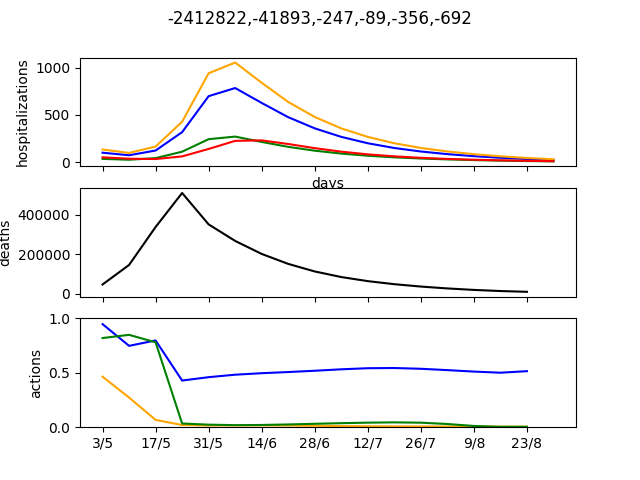 -2412822,-41893,-247,-89,-356,-692
1000
500
0
hospitalizations
days
400000
200000
0
deaths
1.0
0.5
0.0
actions
3/5 17/5 31/5 14/6 28/6 12/7 26/7 9/8 23/8